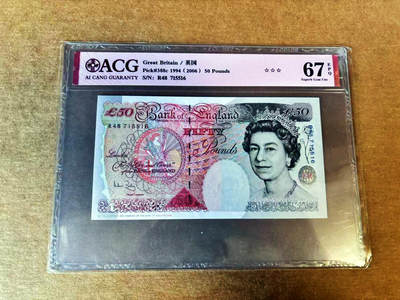 ACG
AI CANG GUARANTY
Great Britain / 英国
Pick#388c 1994 (2006) 50 Pounds
S/N: R48 715516
☆☆☆
67 EPQ
Superb Gem Unc
£50
Bank of England
£50
R48 715516
FIFTY
Pounds